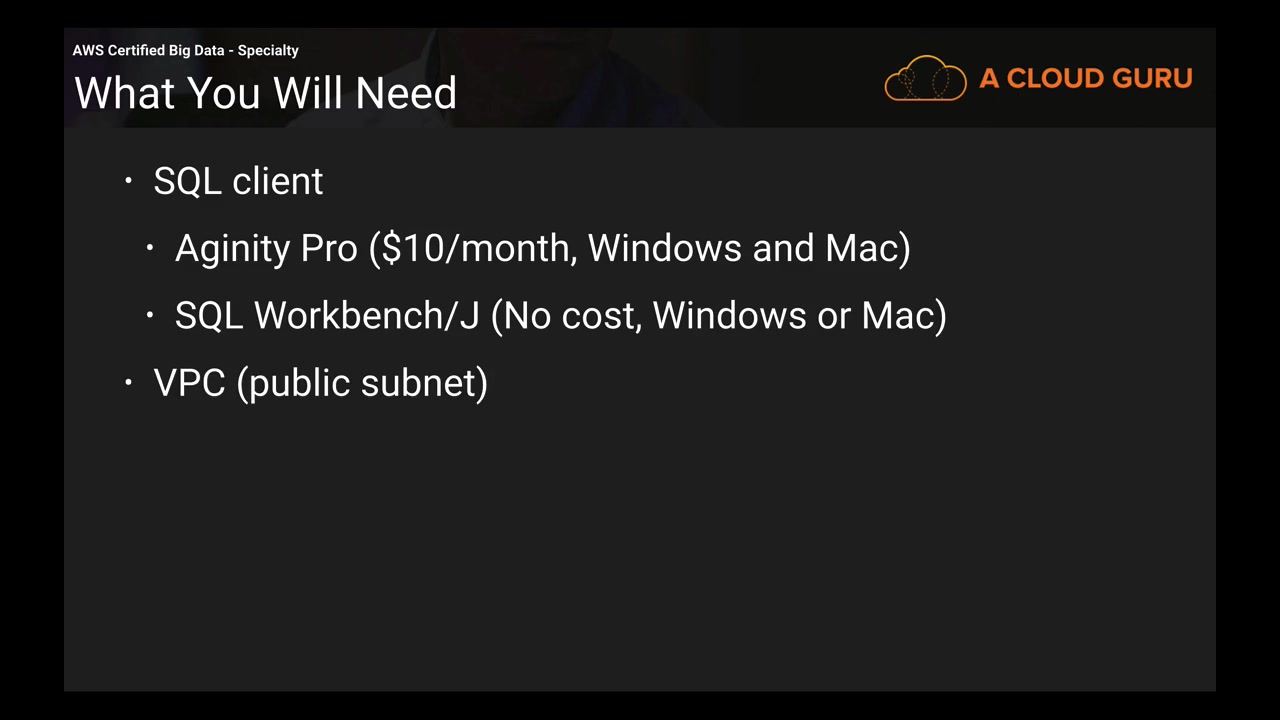 AWS Certified Big Data - Specialty
What You Will Need
A CLOUD GURU
• SQL client
• Aginity Pro ($10/month, Windows and Mac)
• SQL Workbench/J (No cost, Windows or Mac)
• VPC (public subnet)